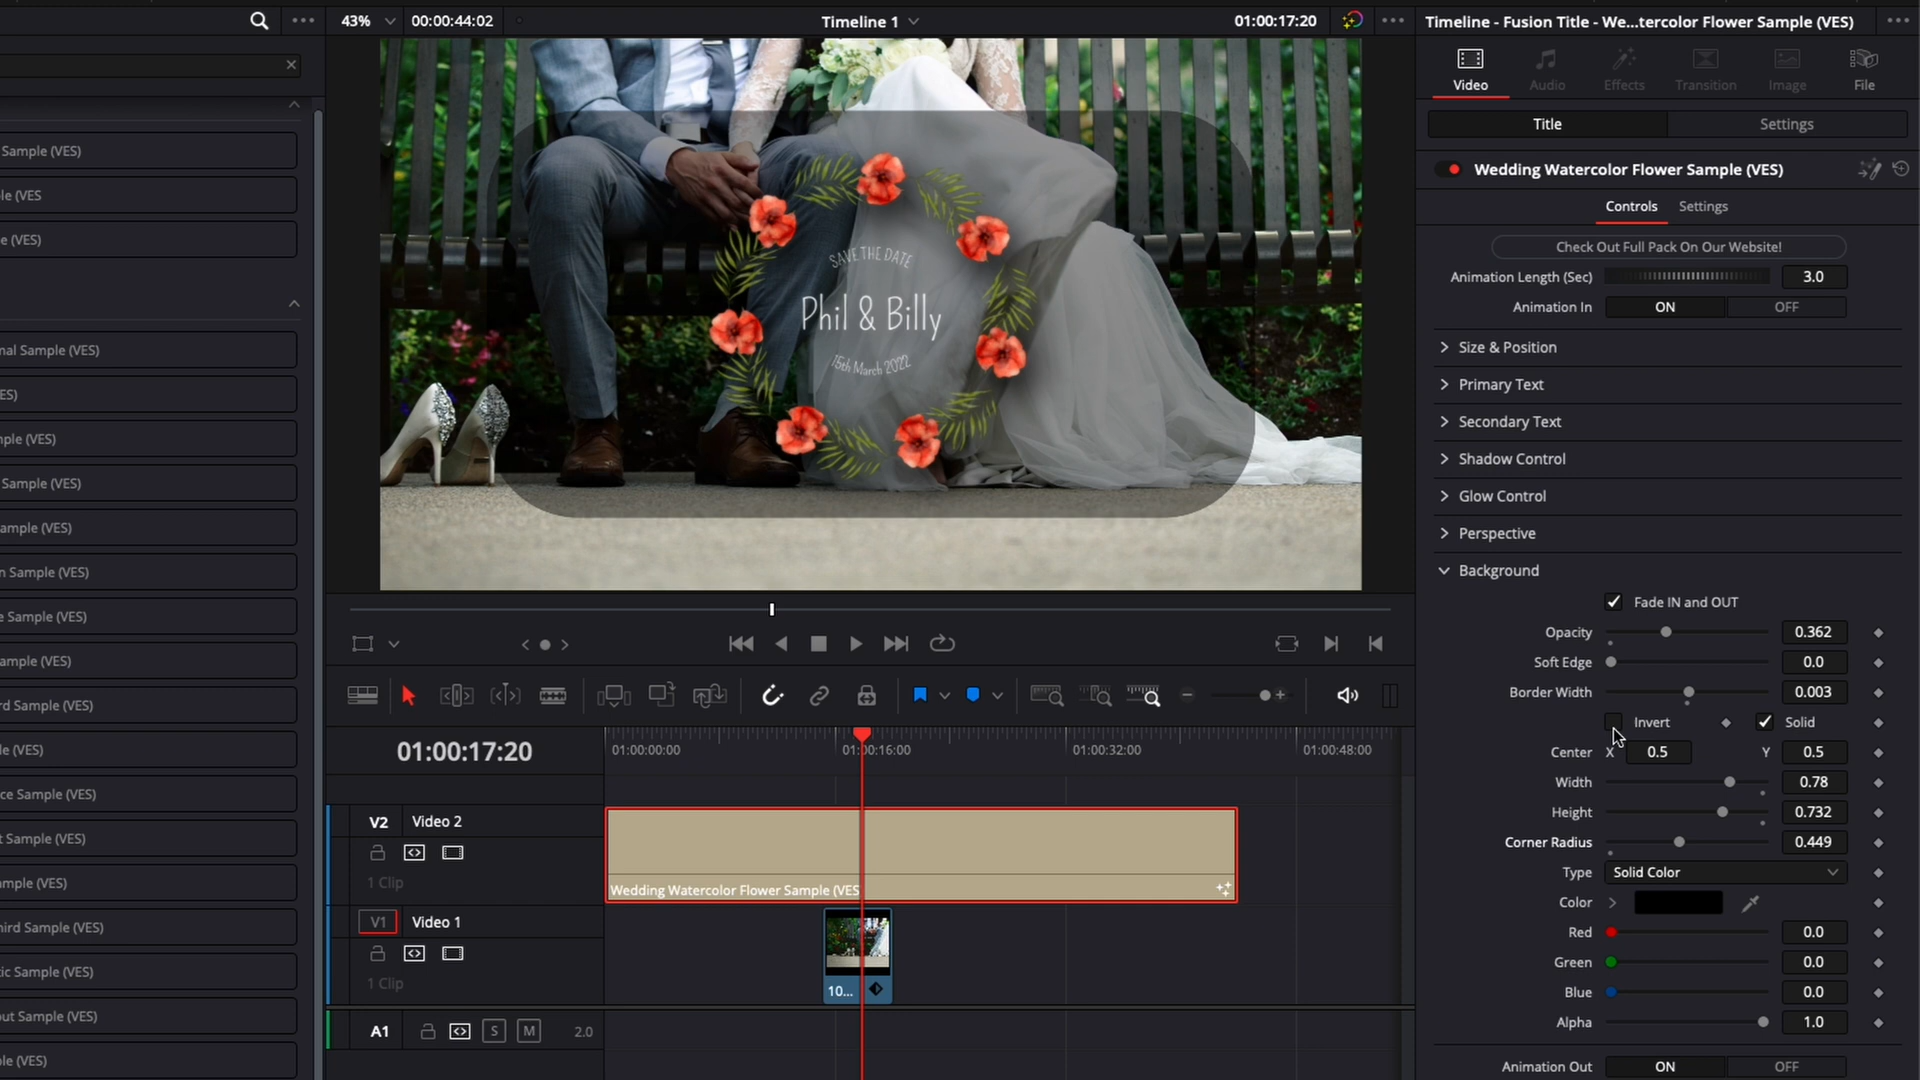 43%
00:00:44:02
Timeline 1
01:00:17:20
Timeline - Fusion Title - We...tercolor Flower Sample (VES)
Video
Audio
Effects
Transition
Image
File
Title
Settings
Wedding Watercolor Flower Sample (VES)
Controls
Settings
Check Out Full Pack On Our Website!
Animation Length (Sec)
3.0
Animation In
ON
OFF
Size & Position
Primary Text
Secondary Text
Shadow Control
Glow Control
Perspective
Background
Fade IN and OUT
Opacity
0.362
Soft Edge
0.0
Border Width
0.003
Invert
Solid
Center
X
0.5
Y
0.5
Width
0.78
Height
0.732
Corner Radius
0.449
Type
Solid Color
Color
Red
0.0
Green
0.0
Blue
0.0
Alpha
1.0
Animation Out
ON
OFF
Sample (VES)
le (VES
e (VES)
nal Sample (VES)
ES)
nple (VES)
Sample (VES)
ample (VES)
n Sample (VES)
e Sample (VES)
ample (VES)
rd Sample (VES)
le (VES)
ce Sample (VES)
t Sample (VES)
mple (VES)
hird Sample (VES)
ic Sample (VES)
out Sample (VES)
ple (VES)
SAVE THE DATE
Phil & Billy
15th March 2022
01:00:17:20
01:00:00:00
01:00:16:00
01:00:32:00
01:00:48:00
V2
Video 2
1 Clip
Wedding Watercolor Flower Sample (VES
V1
Video 1
1 Clip
10...
A1
S
M
2.0